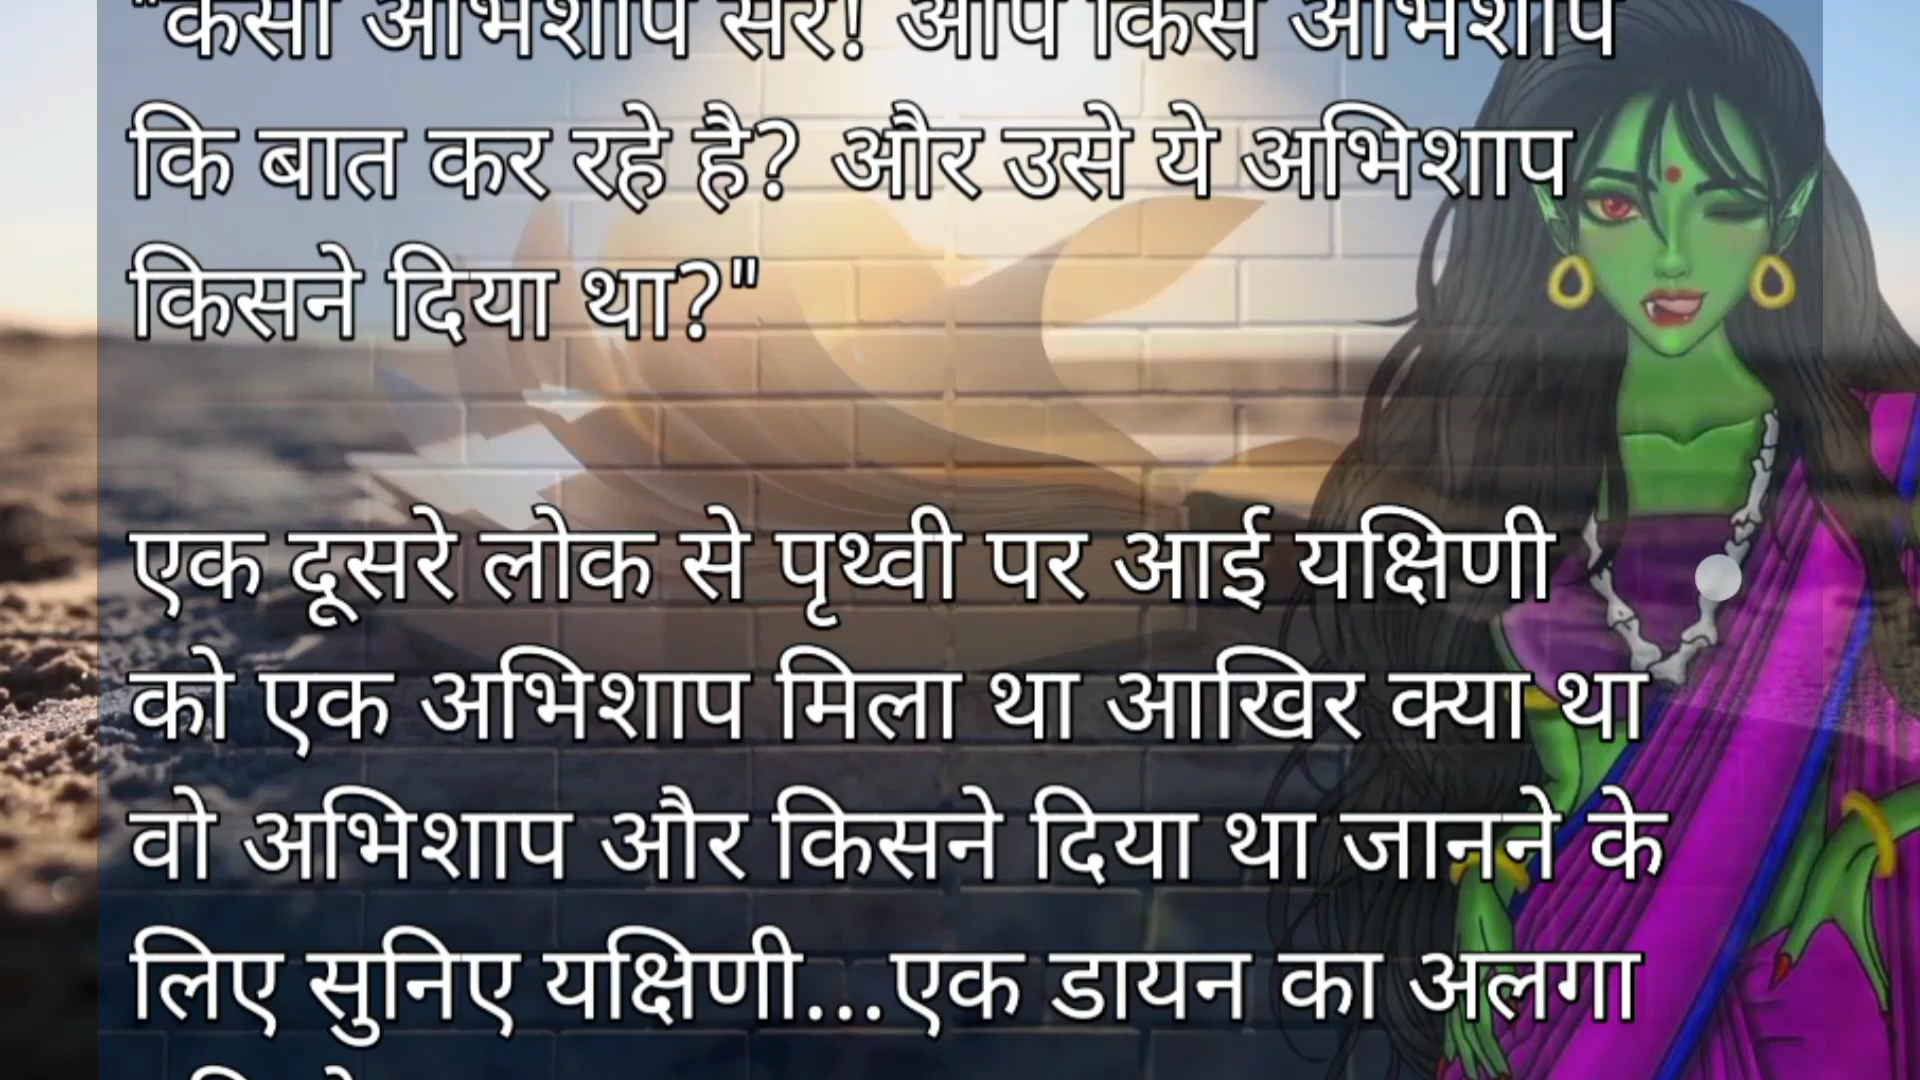 "कैसा अभिशाप सर! आप किस अभिशाप
कि बात कर रहे है? और उसे ये अभिशाप
किसने दिया था?"
एक दूसरे लोक से पृथ्वी पर आई यक्षिणी
को एक अभिशाप मिला था आखिर क्या था
वो अभिशाप और किसने दिया था जानने के
लिए सुनिए यक्षिणी...एक डायन का अलगा